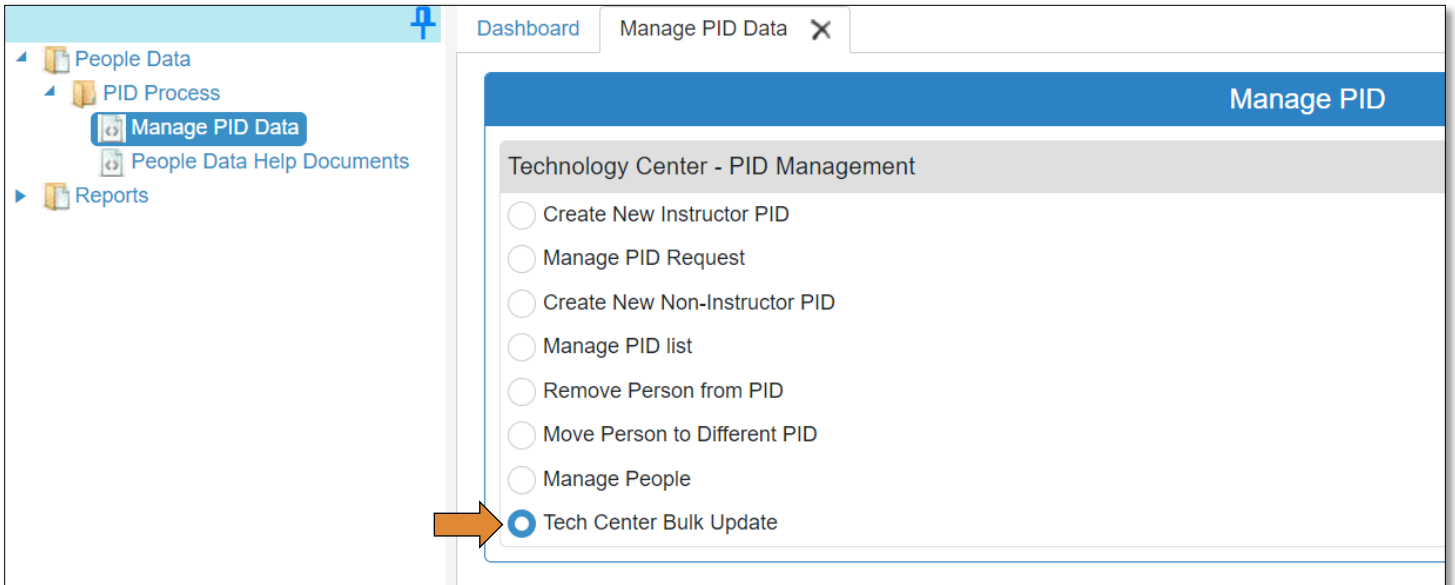 People Data
PID Process
Manage PID Data
People Data Help Documents
Reports
Dashboard
Manage PID Data
Manage PID
Technology Center - PID Management
Create New Instructor PID
Manage PID Request
Create New Non-Instructor PID
Manage PID list
Remove Person from PID
Move Person to Different PID
Manage People
Tech Center Bulk Update